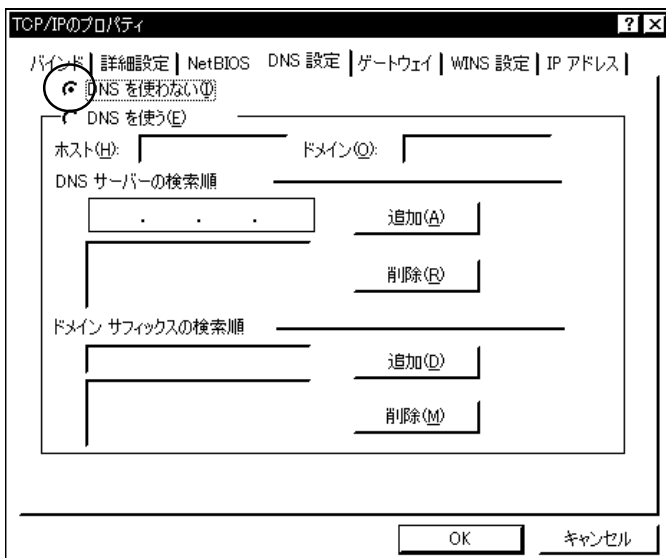 TCP/IPのプロパティ
バインド 詳細設定 NetBIOS DNS 設定 ゲートウェイ WINS 設定 IP アドレス
DNS を使わない(I)
DNS を使う(E)
ホスト(H): ドメイン(O):
DNS サーバーの検索順
. . . 追加(A)
削除(R)
ドメイン サフィックスの検索順
追加(D)
削除(M)
OK キャンセル